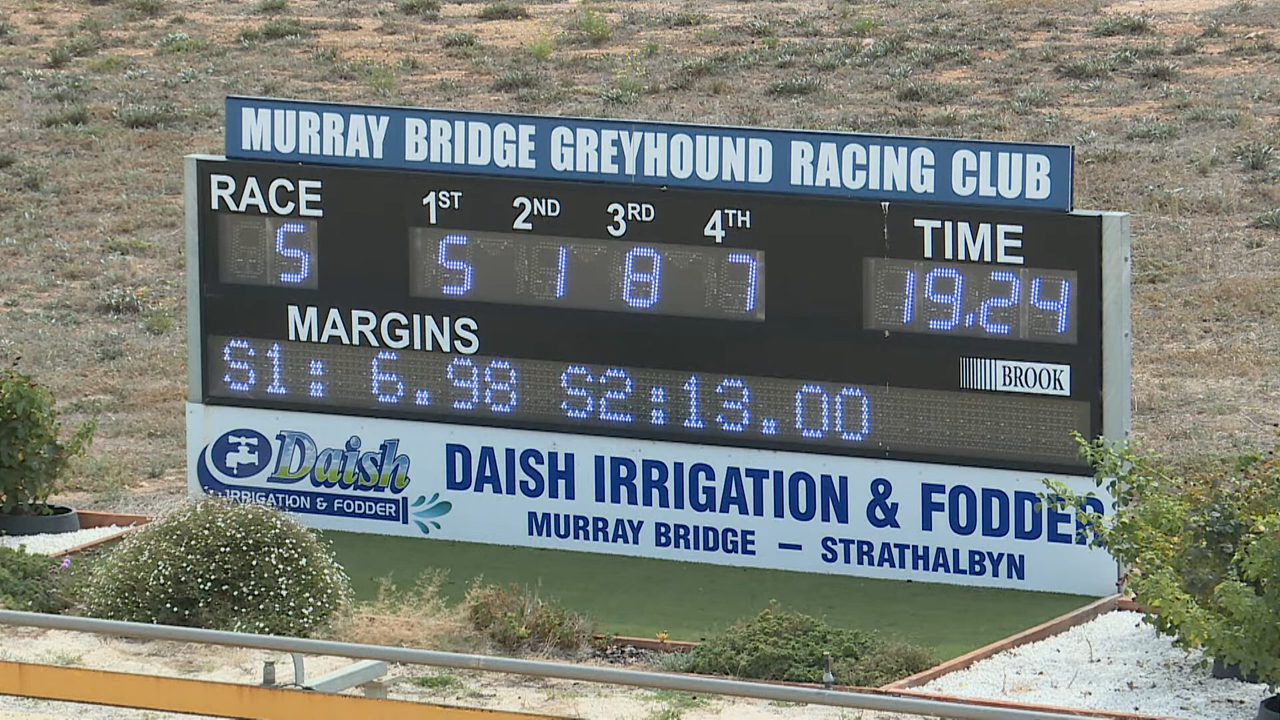 MURRAY BRIDGE GREYHOUND RACING CLUB
RACE 1ST 2ND 3RD 4TH TIME
5 5 1 8 7 19.24
MARGINS
BROOK
S1: 6.98 S2:13.00
Daish
IRRIGATION & FODDER
DAISH IRRIGATION & FODDER
MURRAY BRIDGE – STRATHALBYN